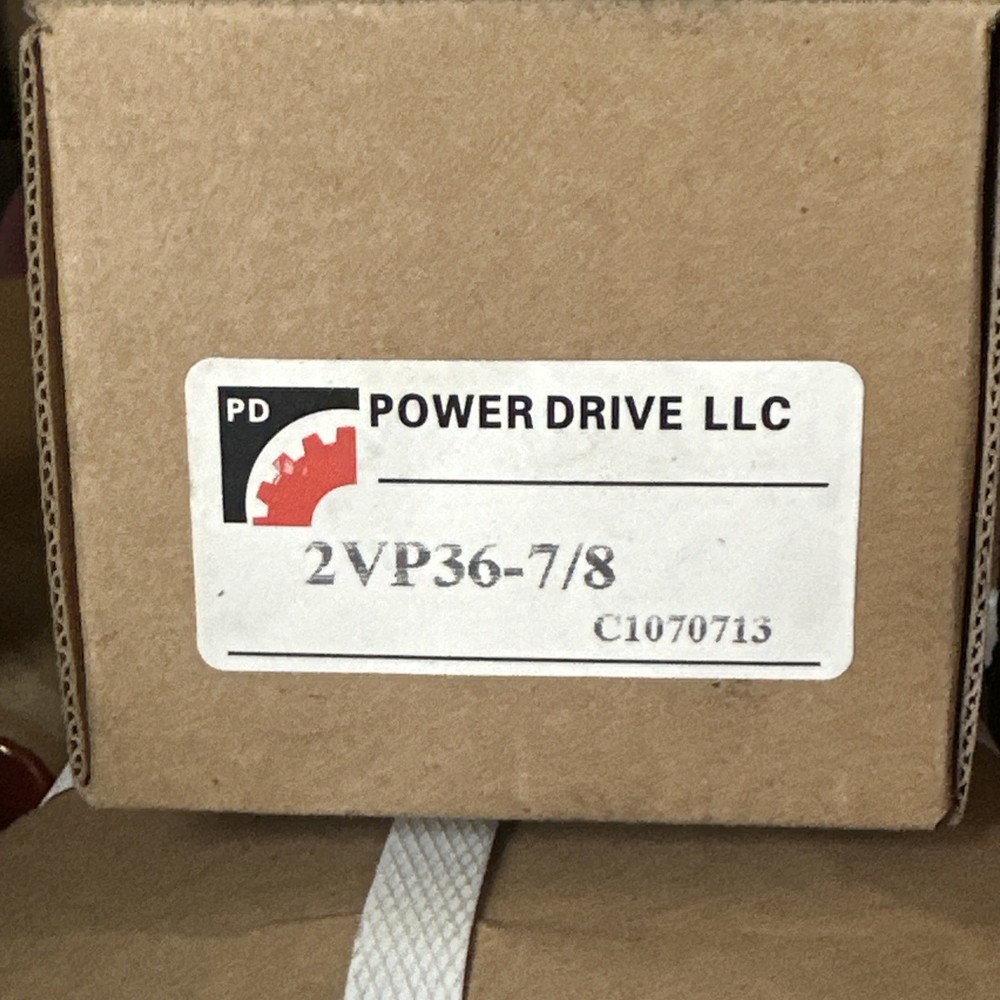 PD
POWER DRIVE LLC
2VP36-7/8
C1070713